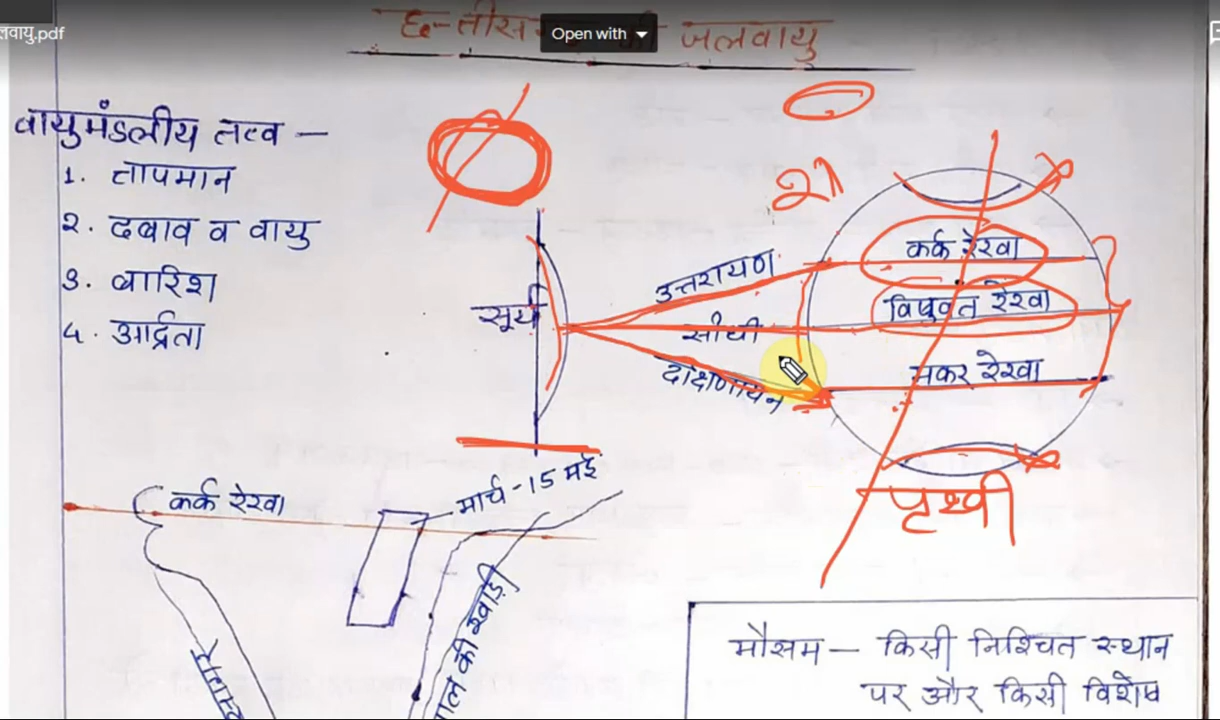 लवायु.pdf
Open with
की जलवायु
वायुमंडलीय तत्व –
1. तापमान
2. दबाव व वायु
3. बारिश
4. आर्द्रता
सूर्य
उत्तरायण
सीधी
दक्षिणायन
कर्क रेखा
विषुवत रेखा
मकर रेखा
पृथ्वी
कर्क रेखा
मार्च-15 मई
की खाड़ी
मौसम – किसी निश्चित स्थान
पर और किसी विशेष